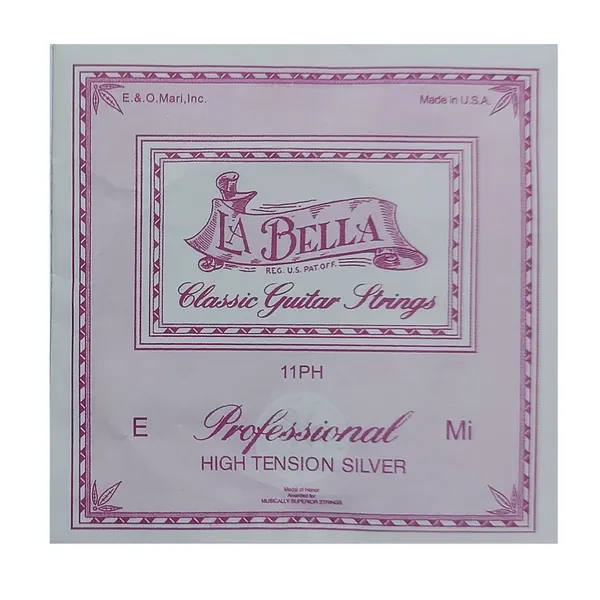 E.&O.Mari,Inc. Made in U.S.A.
LA BELLA
REG. U.S. PAT. OFF.
Classic Guitar Strings
11PH
E Professional Mi
HIGH TENSION SILVER
Medal of Honor
Awarded for
MUSICALLY SUPERIOR STRINGS